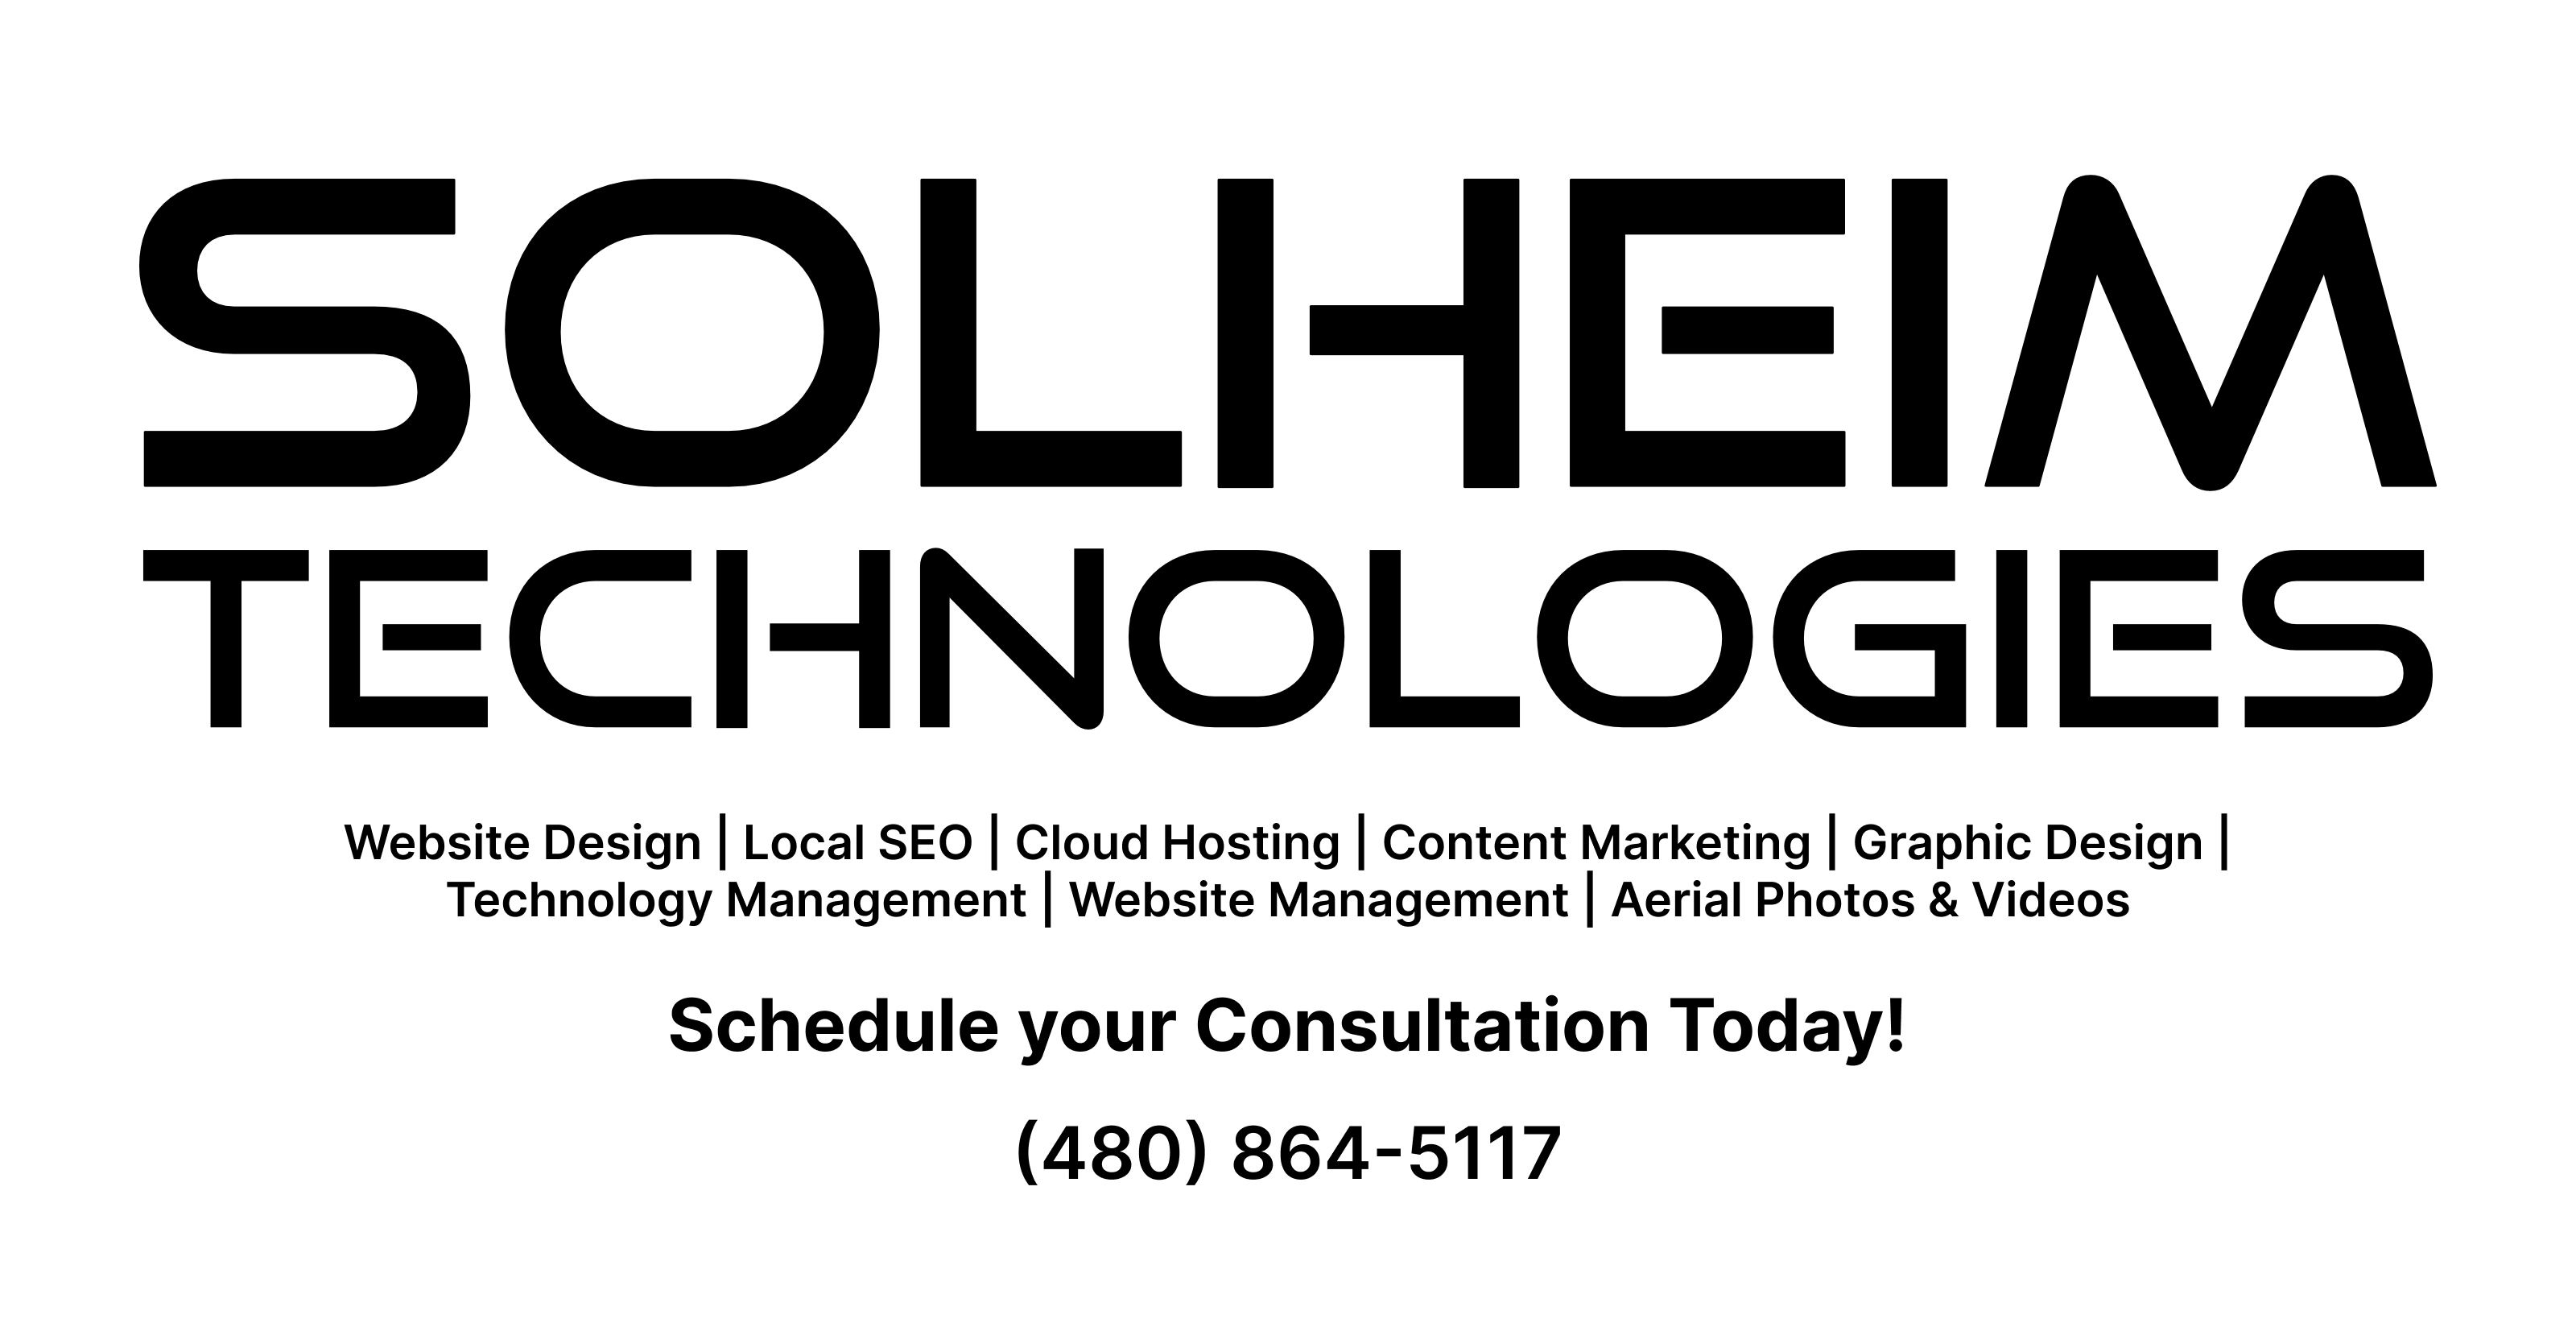 SOLHEIM
TECHNOLOGIES
Website Design | Local SEO | Cloud Hosting | Content Marketing | Graphic Design |
Technology Management | Website Management | Aerial Photos & Videos
Schedule your Consultation Today!
(480) 864-5117